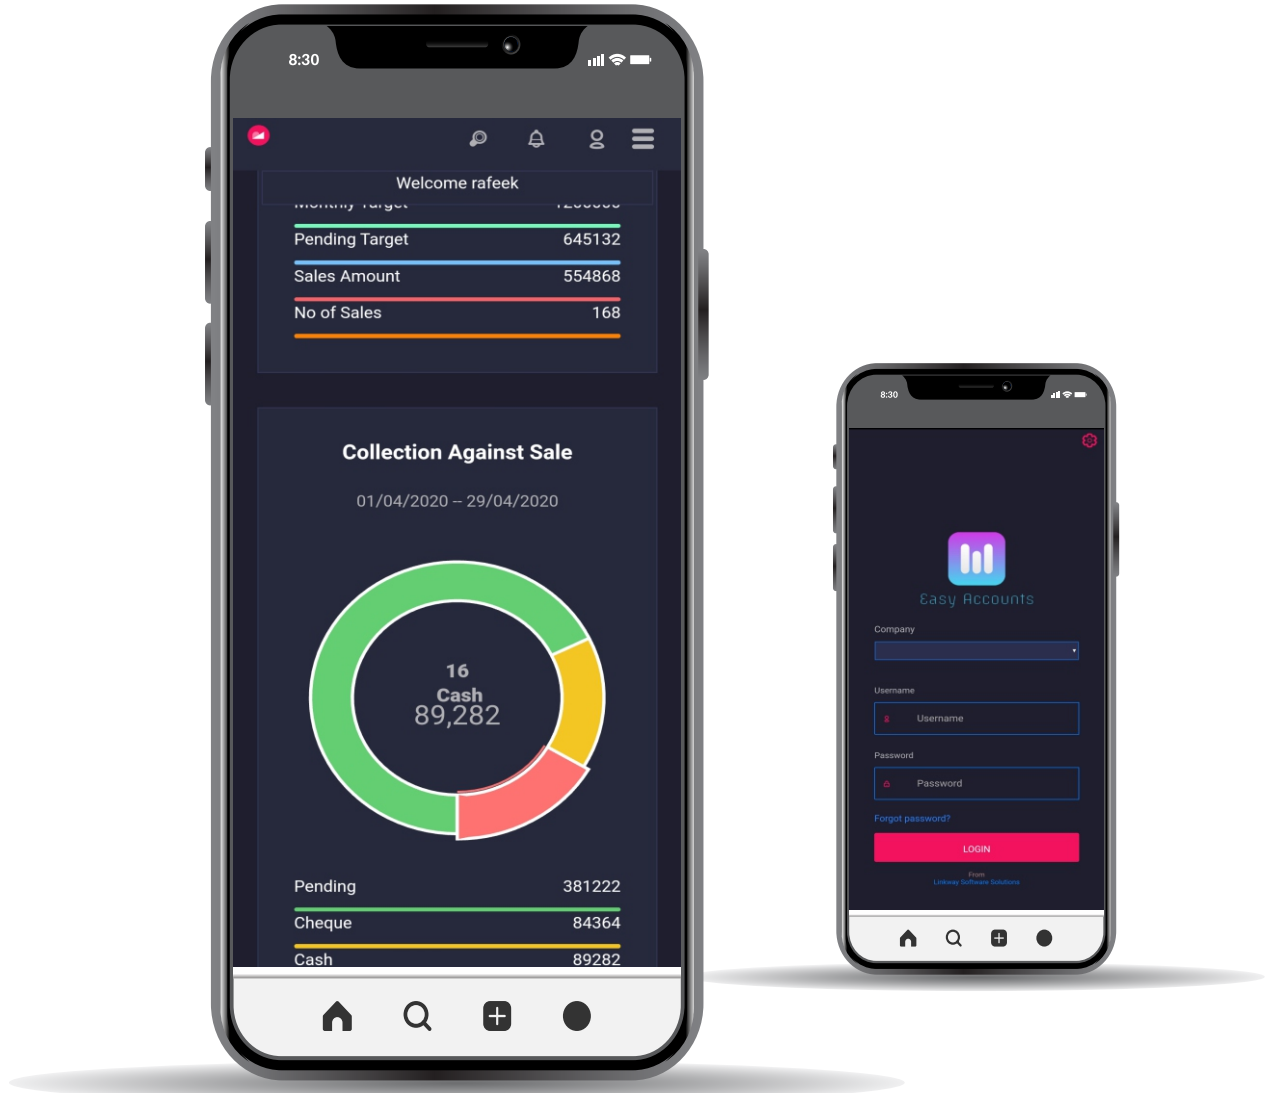 8:30
Welcome rafeek
Monthly Target
Pending Target 645132
Sales Amount 554868
No of Sales 168
Collection Against Sale
01/04/2020 -- 29/04/2020
16
Cash
89,282
Pending 381222
Cheque 84364
Cash 89282
8:30
Easy Accounts
Company
Username
Username
Password
Password
Forgot password?
LOGIN
From
Linkway Software Solutions